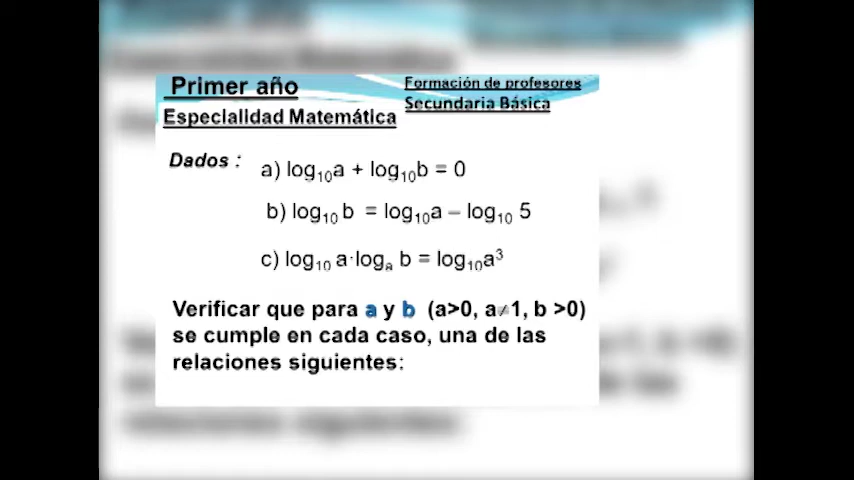 Primer año
Formación de profesores
Secundaria Básica
Especialidad Matemática
Dados :
a) log₁₀a + log₁₀b = 0
b) log₁₀ b = log₁₀a – log₁₀ 5
c) log₁₀ a·logₐ b = log₁₀a³
Verificar que para a y b (a>0, a≠1, b >0)
se cumple en cada caso, una de las
relaciones siguientes: